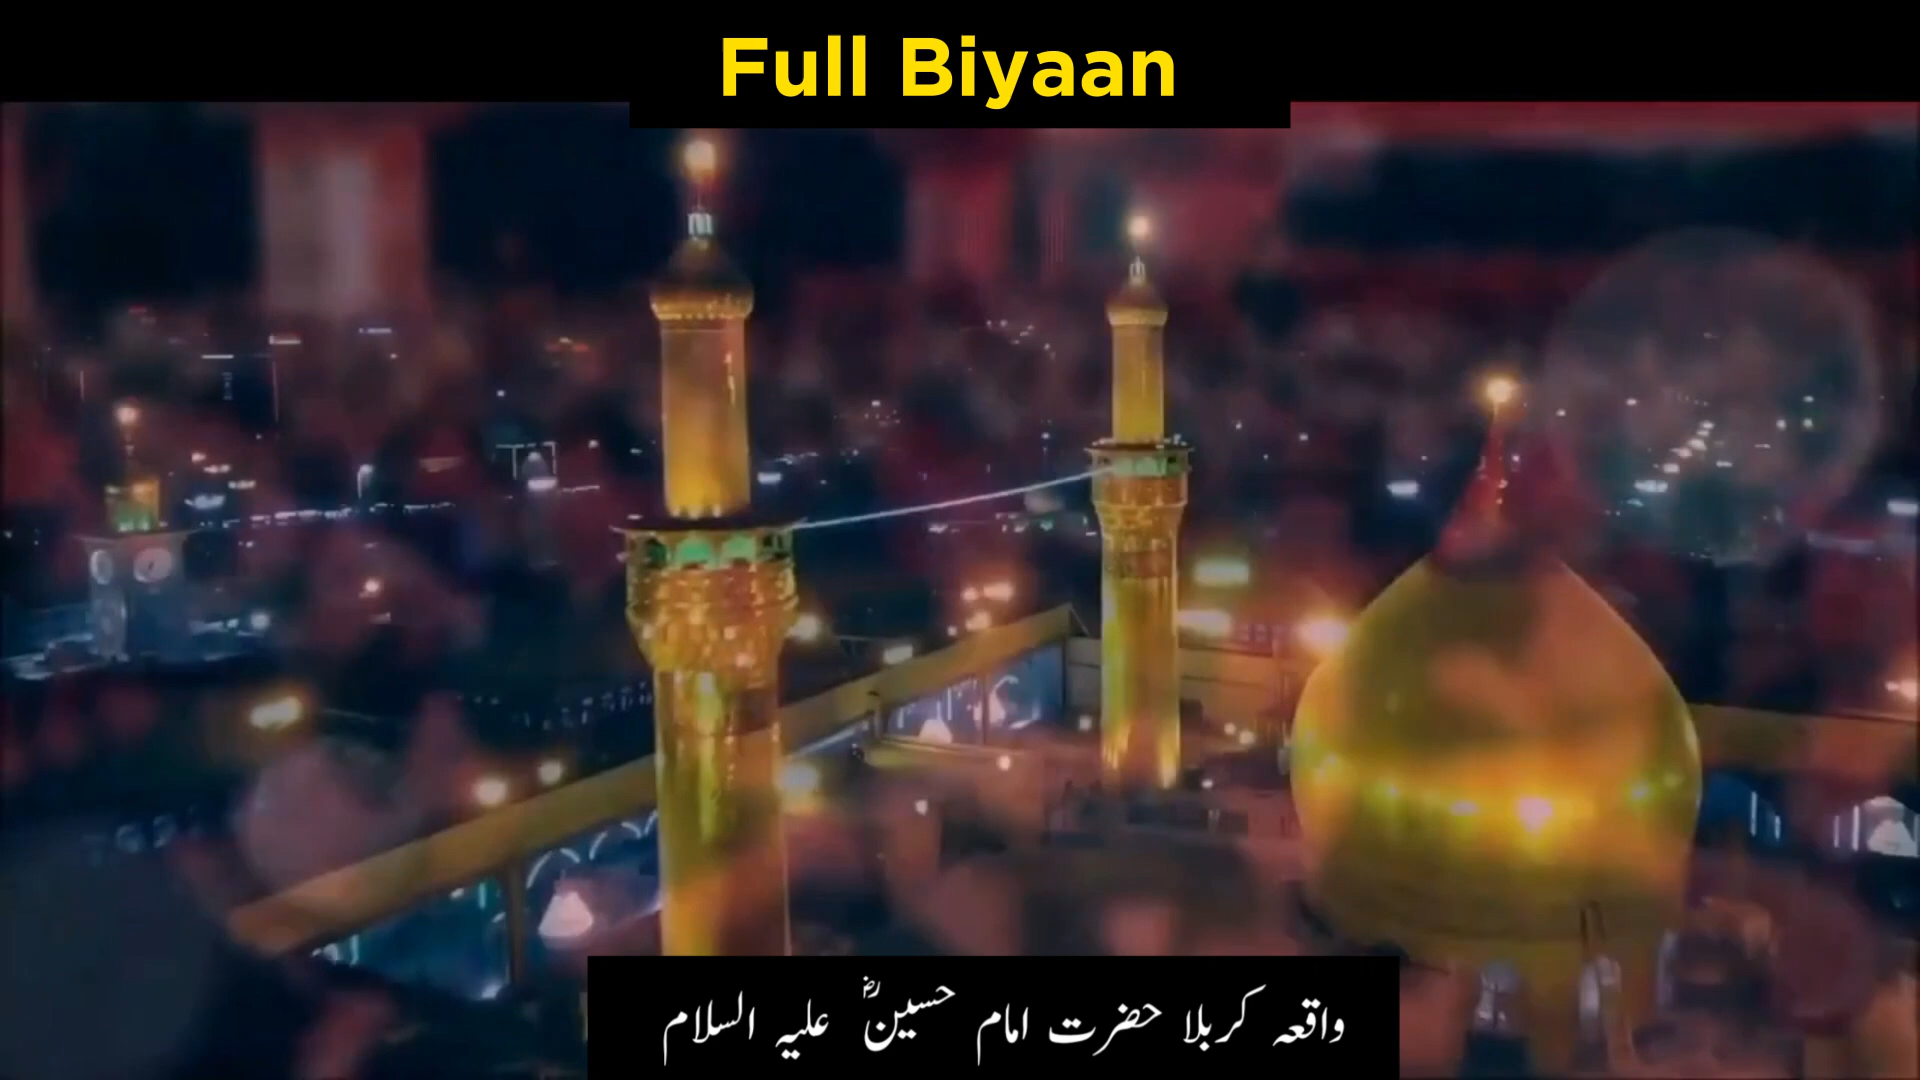 Full Biyaan
واقعہ کربلا حضرت امام حسینؓ علیہ السلام